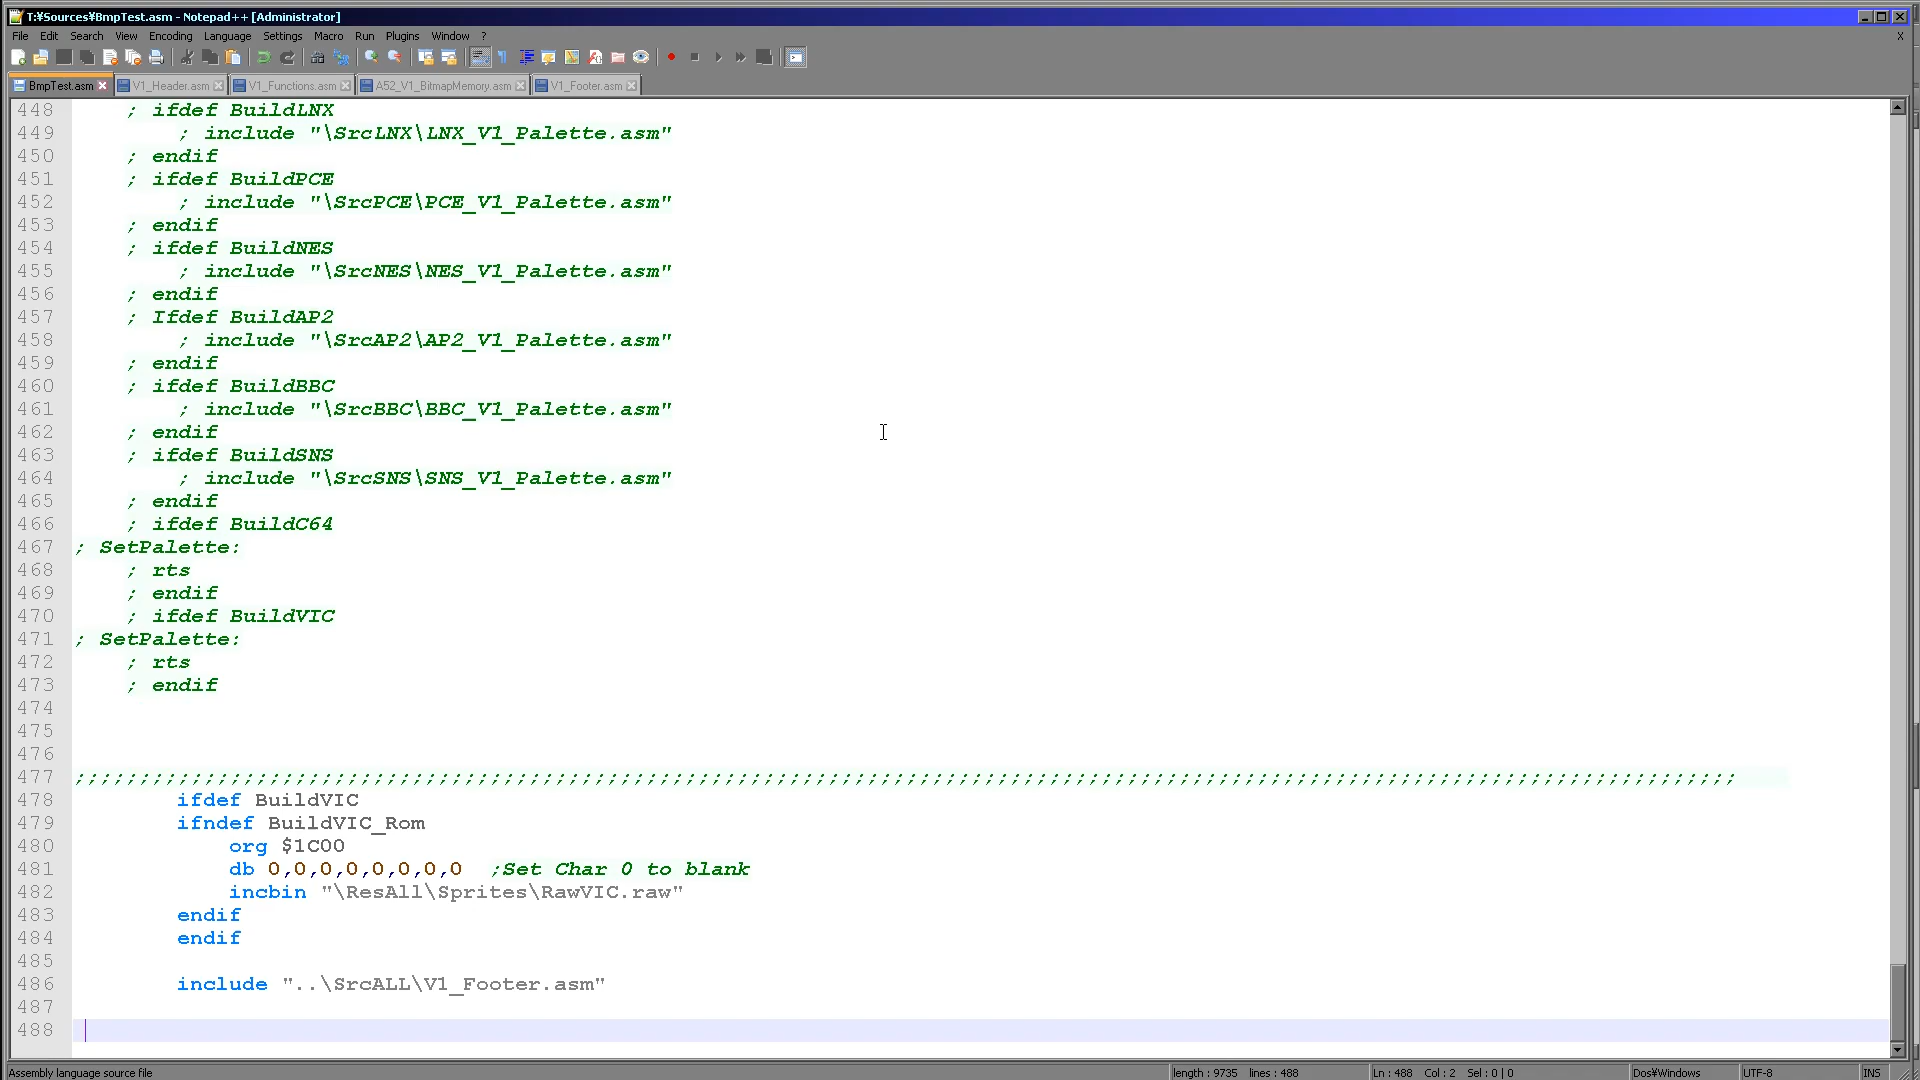 T:¥Sources¥BmpTest.asm - Notepad++ [Administrator]
File Edit Search View Encoding Language Settings Macro Run Plugins Window ? X
BmpTest.asm V1_Header.asm V1_Functions.asm A52_V1_BitmapMemory.asm V1_Footer.asm
448 ; ifdef BuildLNX
449 ; include "\SrcLNX\LNX_V1_Palette.asm"
450 ; endif
451 ; ifdef BuildPCE
452 ; include "\SrcPCE\PCE_V1_Palette.asm"
453 ; endif
454 ; ifdef BuildNES
455 ; include "\SrcNES\NES_V1_Palette.asm"
456 ; endif
457 ; Ifdef BuildAP2
458 ; include "\SrcAP2\AP2_V1_Palette.asm"
459 ; endif
460 ; ifdef BuildBBC
461 ; include "\SrcBBC\BBC_V1_Palette.asm"
462 ; endif
463 ; ifdef BuildSNS
464 ; include "\SrcSNS\SNS_V1_Palette.asm"
465 ; endif
466 ; ifdef BuildC64
467 ; SetPalette:
468 ; rts
469 ; endif
470 ; ifdef BuildVIC
471 ; SetPalette:
472 ; rts
473 ; endif
474
475
476
477 ;;;;;;;;;;;;;;;;;;;;;;;;;;;;;;;;;;;;;;;;;;;;;;;;;;;;;;;;;;;;;;;;;;;;;;;;;;;;;;;;;;;;;;;;;;;;;;;;;;;;;;;;;;;;;;;;;;;;;;;;;;;;;;;;
478 ifdef BuildVIC
479 ifndef BuildVIC_Rom
480 org $1C00
481 db 0,0,0,0,0,0,0,0 ;Set Char 0 to blank
482 incbin "\ResAll\Sprites\RawVIC.raw"
483 endif
484 endif
485
486 include "..\SrcALL\V1_Footer.asm"
487
488
Assembly language source file length : 9735 lines : 488 Ln : 488 Col : 2 Sel : 0 | 0 Dos¥Windows UTF-8 INS